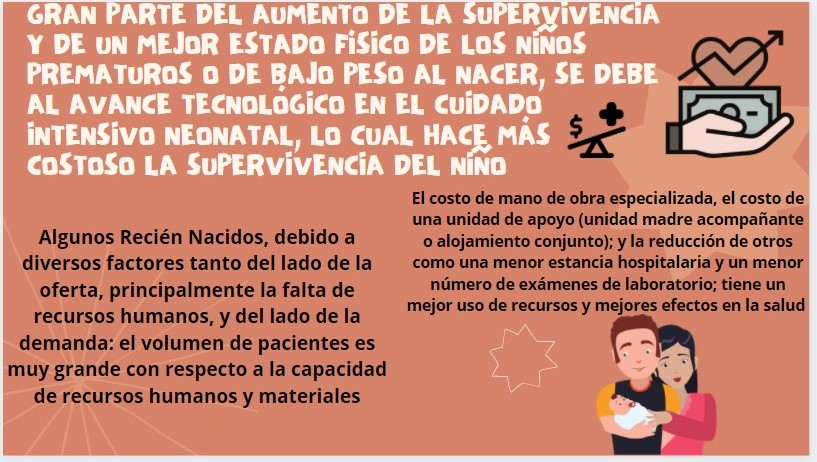 GRAN PARTE DEL AUMENTO DE LA SUPERVIVENCIA
Y DE UN MEJOR ESTADO FíSICO DE LOS NIÑOS
PREMATUROS O DE BAJO PESO AL NACER, SE DEBE
AL AVANCE TECNOLÓGICO EN EL CUIDADO
INTENSIVO NEONATAL, LO CUAL HACE MÁS
COSTOSO LA SUPERVIVENCIA DEL NIÑO
$
Algunos Recién Nacidos, debido a
diversos factores tanto del lado de la
oferta, principalmente la falta de
recursos humanos, y del lado de la
demanda: el volumen de pacientes es
muy grande con respecto a la capacidad
de recursos humanos y materiales
El costo de mano de obra especializada, el costo de
una unidad de apoyo (unidad madre acompañante
o alojamiento conjunto); y la reducción de otros
como una menor estancia hospitalaria y un menor
número de exámenes de laboratorio; tiene un
mejor uso de recursos y mejores efectos en la salud